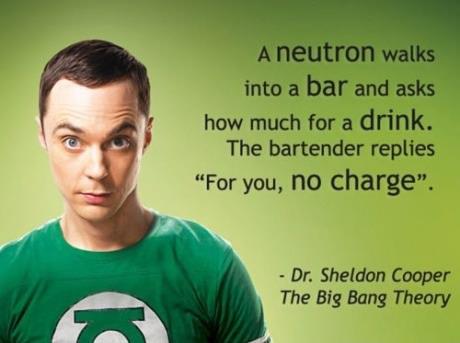 A neutron walks
into a bar and asks
how much for a drink.
The bartender replies
“For you, no charge”.
- Dr. Sheldon Cooper
The Big Bang Theory